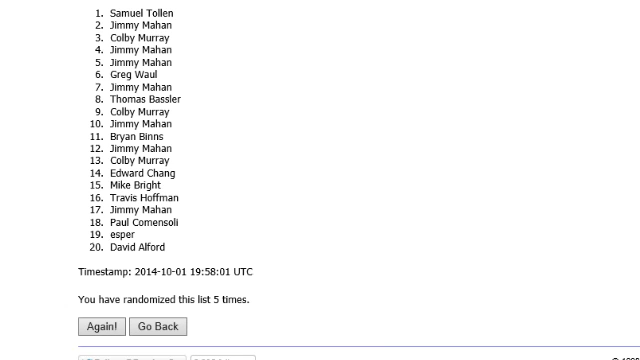 1. Samuel Tollen
2. Jimmy Mahan
3. Colby Murray
4. Jimmy Mahan
5. Jimmy Mahan
6. Greg Waul
7. Jimmy Mahan
8. Thomas Bassler
9. Colby Murray
10. Jimmy Mahan
11. Bryan Binns
12. Jimmy Mahan
13. Colby Murray
14. Edward Chang
15. Mike Bright
16. Travis Hoffman
17. Jimmy Mahan
18. Paul Comensoli
19. esper
20. David Alford
Timestamp: 2014-10-01 19:58:01 UTC
You have randomized this list 5 times.
Again! Go Back